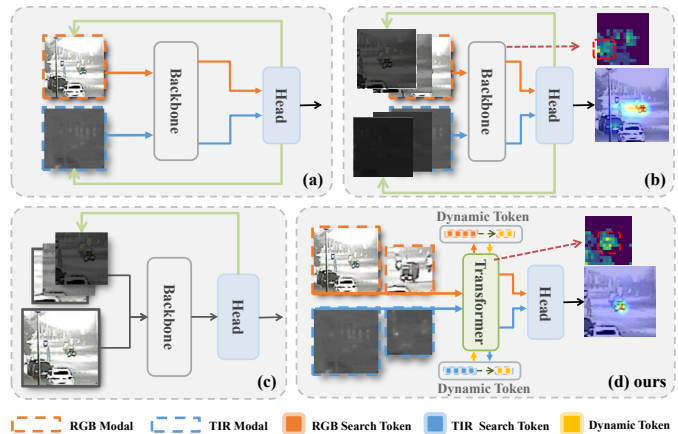 Backbone
Head
(a)
Backbone
Head
(b)
Backbone
Head
(c)
Dynamic Token
Transformer
Head
Dynamic Token
(d) ours
RGB Modal
TIR Modal
RGB Search Token
TIR Search Token
Dynamic Token